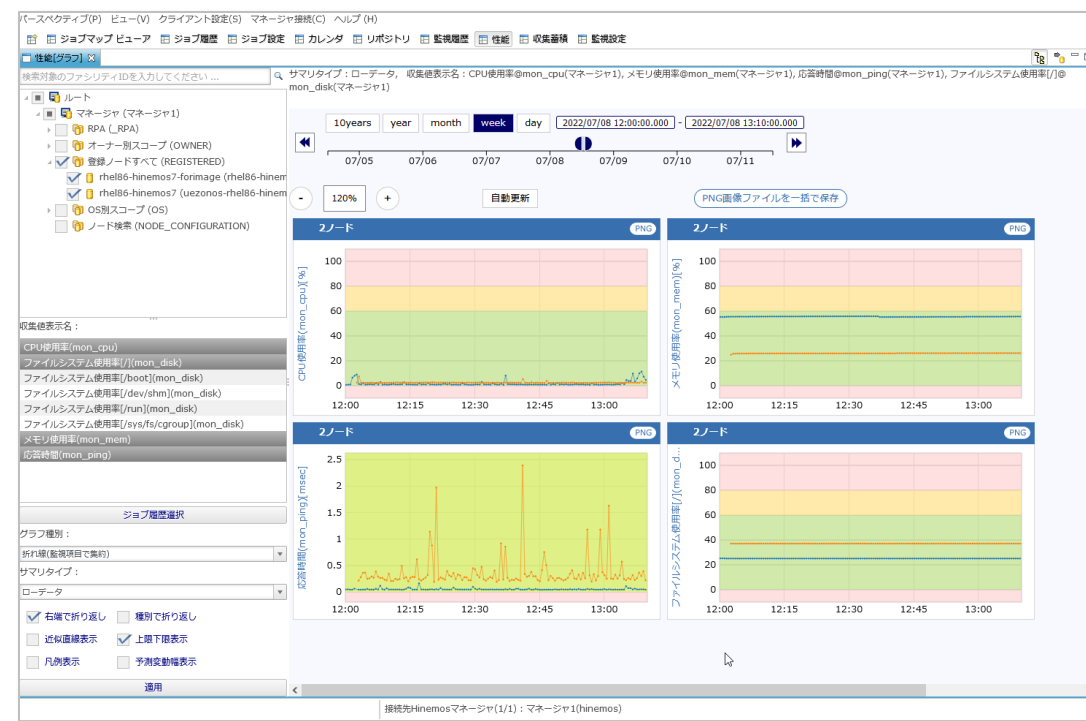 パースペクティブ(P) ビュー(V) クライアント設定(S) マネージャ接続(C) ヘルプ(H)
ジョブマップ ビューア ジョブ履歴 ジョブ設定 カレンダ リポジトリ 監視履歴 性能 収集蓄積 監視設定
性能[グラフ]
検索対象のファシリティIDを入力してください ...
ルート
マネージャ (マネージャ1)
RPA (_RPA)
オーナー別スコープ (OWNER)
登録ノードすべて (REGISTERED)
rhel86-hinemos7-forimage (rhel86-hinem
rhel86-hinemos7 (uezonos-rhel86-hinem
OS別スコープ (OS)
ノード検索 (NODE_CONFIGURATION)
収集値表示名：
CPU使用率(mon_cpu)
ファイルシステム使用率[/](mon_disk)
ファイルシステム使用率[/boot](mon_disk)
ファイルシステム使用率[/dev/shm](mon_disk)
ファイルシステム使用率[/run](mon_disk)
ファイルシステム使用率[/sys/fs/cgroup](mon_disk)
メモリ使用率(mon_mem)
応答時間(mon_ping)
ジョブ履歴選択
グラフ種別：
折れ線(監視項目で集約)
サマリタイプ：
ローデータ
右端で折り返し 種別で折り返し
近似直線表示 上限下限表示
凡例表示 予測変動幅表示
適用
サマリタイプ：ローデータ, 収集値表示名：CPU使用率@mon_cpu(マネージャ1), メモリ使用率@mon_mem(マネージャ1), 応答時間@mon_ping(マネージャ1), ファイルシステム使用率[/]@
mon_disk(マネージャ1)
10years year month week day 2022/07/08 12:00:00.000 - 2022/07/08 13:10:00.000
07/05 07/06 07/07 07/08 07/09 07/10 07/11
- 120% + 自動更新 PNG画像ファイルを一括で保存
2ノード PNG
CPU使用率(mon_cpu)[%]
100
80
60
40
20
0
12:00 12:15 12:30 12:45 13:00
2ノード PNG
メモリ使用率(mon_mem)[%]
100
80
60
40
20
0
12:00 12:15 12:30 12:45 13:00
2ノード PNG
応答時間(mon_ping)[msec]
2.5
2
1.5
1
0.5
0
12:00 12:15 12:30 12:45 13:00
2ノード PNG
ファイルシステム使用率[/](mon_d...
100
80
60
40
20
0
12:00 12:15 12:30 12:45 13:00
接続先Hinemosマネージャ(1/1)：マネージャ1(hinemos)